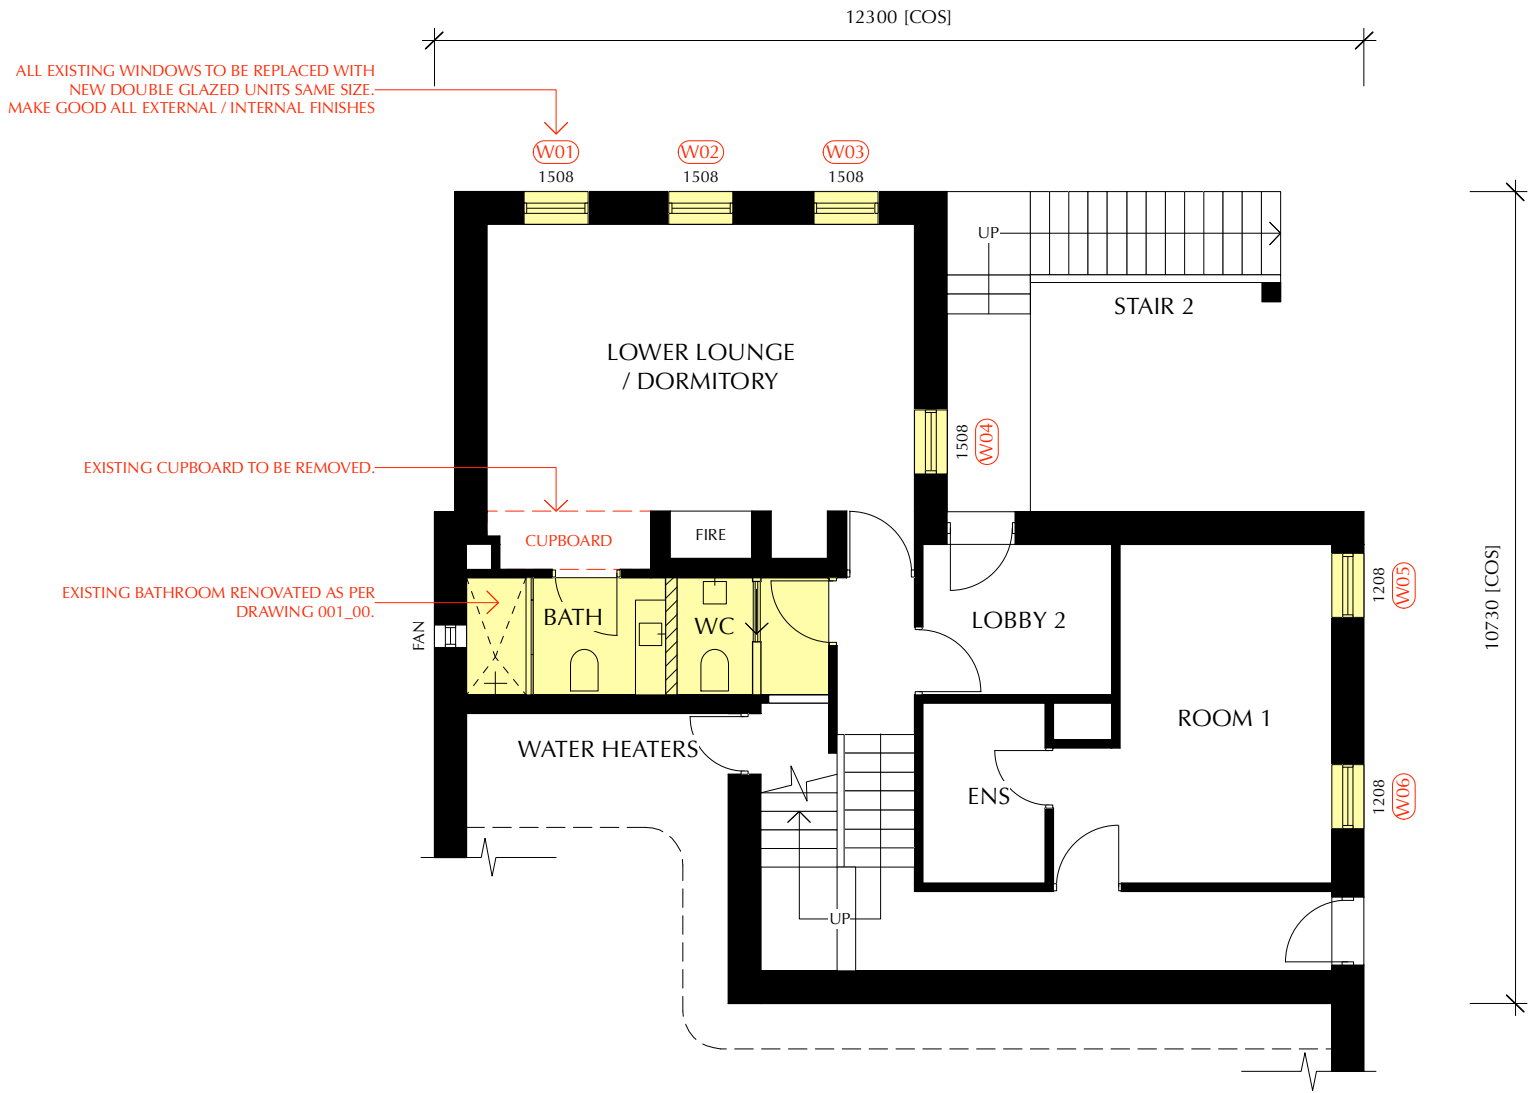 12300 [COS]
ALL EXISTING WINDOWS TO BE REPLACED WITH
NEW DOUBLE GLAZED UNITS SAME SIZE.
MAKE GOOD ALL EXTERNAL / INTERNAL FINISHES
W01
W02
W03
1508
1508
1508
UP
STAIR 2
LOWER LOUNGE
/ DORMITORY
1508
W04
EXISTING CUPBOARD TO BE REMOVED.
CUPBOARD
FIRE
EXISTING BATHROOM RENOVATED AS PER
DRAWING 001_00.
FAN
BATH
WC
LOBBY 2
1208
W05
10730 [COS]
ROOM 1
WATER HEATERS
ENS
1208
W06
UP